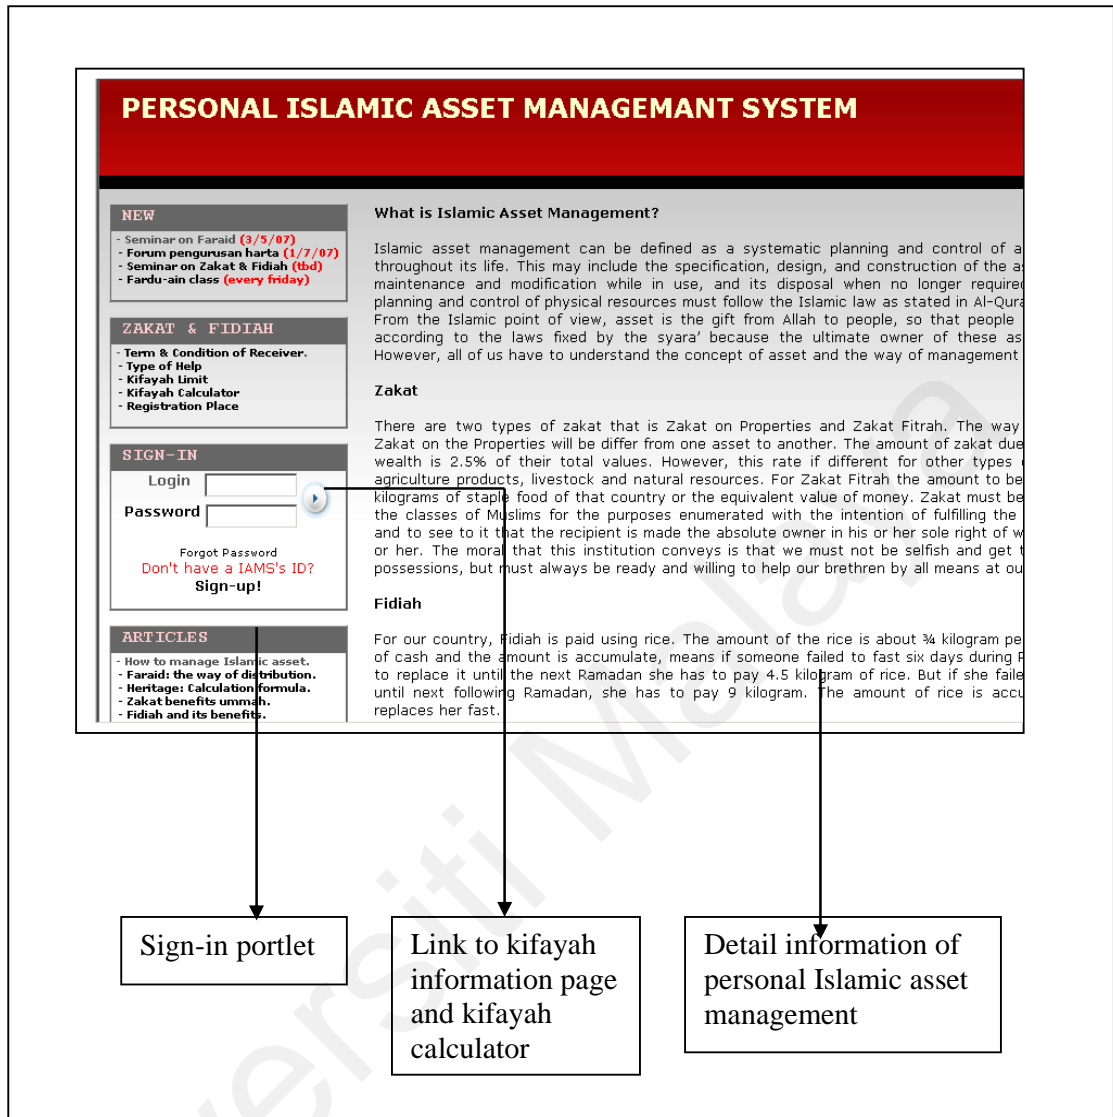 PERSONAL ISLAMIC ASSET MANAGEMANT SYSTEM
NEW
- Seminar on Faraid (3/5/07)
- Forum pengurusan harta (1/7/07)
- Seminar on Zakat & Fidiah (tbd)
- Fardu-ain class (every friday)
ZAKAT & FIDIAH
- Term & Condition of Receiver.
- Type of Help
- Kifayah Limit
- Kifayah Calculator
- Registration Place
SIGN-IN
Login
Password
Forgot Password
Don't have a IAMS's ID?
Sign-up!
ARTICLES
- How to manage Islamic asset.
- Faraid: the way of distribution.
- Heritage: Calculation formula.
- Zakat benefits ummah.
- Fidiah and its benefits.
What is Islamic Asset Management?
Islamic asset management can be defined as a systematic planning and control of a
throughout its life. This may include the specification, design, and construction of the a
maintenance and modification while in use, and its disposal when no longer require
planning and control of physical resources must follow the Islamic law as stated in Al-Qura
From the Islamic point of view, asset is the gift from Allah to people, so that people
according to the laws fixed by the syara' because the ultimate owner of these as
However, all of us have to understand the concept of asset and the way of management
Zakat
There are two types of zakat that is Zakat on Properties and Zakat Fitrah. The way
Zakat on the Properties will be differ from one asset to another. The amount of zakat due
wealth is 2.5% of their total values. However, this rate if different for other types
agriculture products, livestock and natural resources. For Zakat Fitrah the amount to be
kilograms of staple food of that country or the equivalent value of money. Zakat must be
the classes of Muslims for the purposes enumerated with the intention of fulfilling the
and to see to it that the recipient is made the absolute owner in his or her sole right of w
or her. The moral that this institution conveys is that we must not be selfish and get t
possessions, but must always be ready and willing to help our brethren by all means at ou
Fidiah
For our country, Fidiah is paid using rice. The amount of the rice is about ¾ kilogram pe
of cash and the amount is accumulate, means if someone failed to fast six days during
to replace it until the next Ramadan she has to pay 4.5 kilogram of rice. But if she faile
until next following Ramadan, she has to pay 9 kilogram. The amount of rice is accu
replaces her fast.
Sign-in portlet
Link to kifayah
information page
and kifayah
calculator
Detail information of
personal Islamic asset
management
versiti Malaya